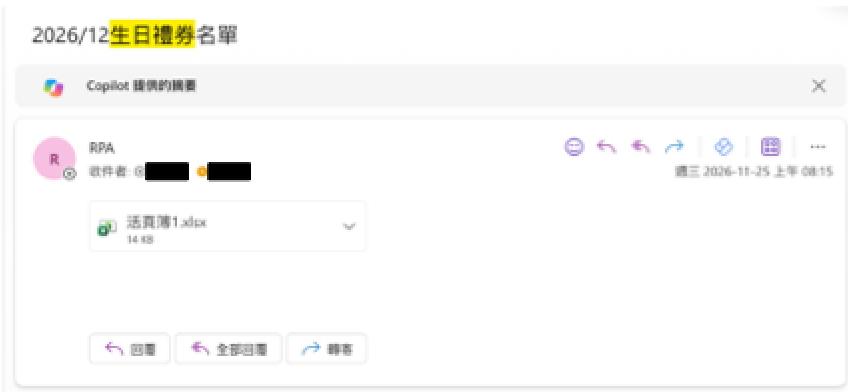 2026/12生日禮券名單
Copilot 提供的摘要
R
RPA
收件者:
週三 2026-11-25 上午 08:15
活頁簿1.xlsx
14 KB
回覆
全部回覆
轉寄